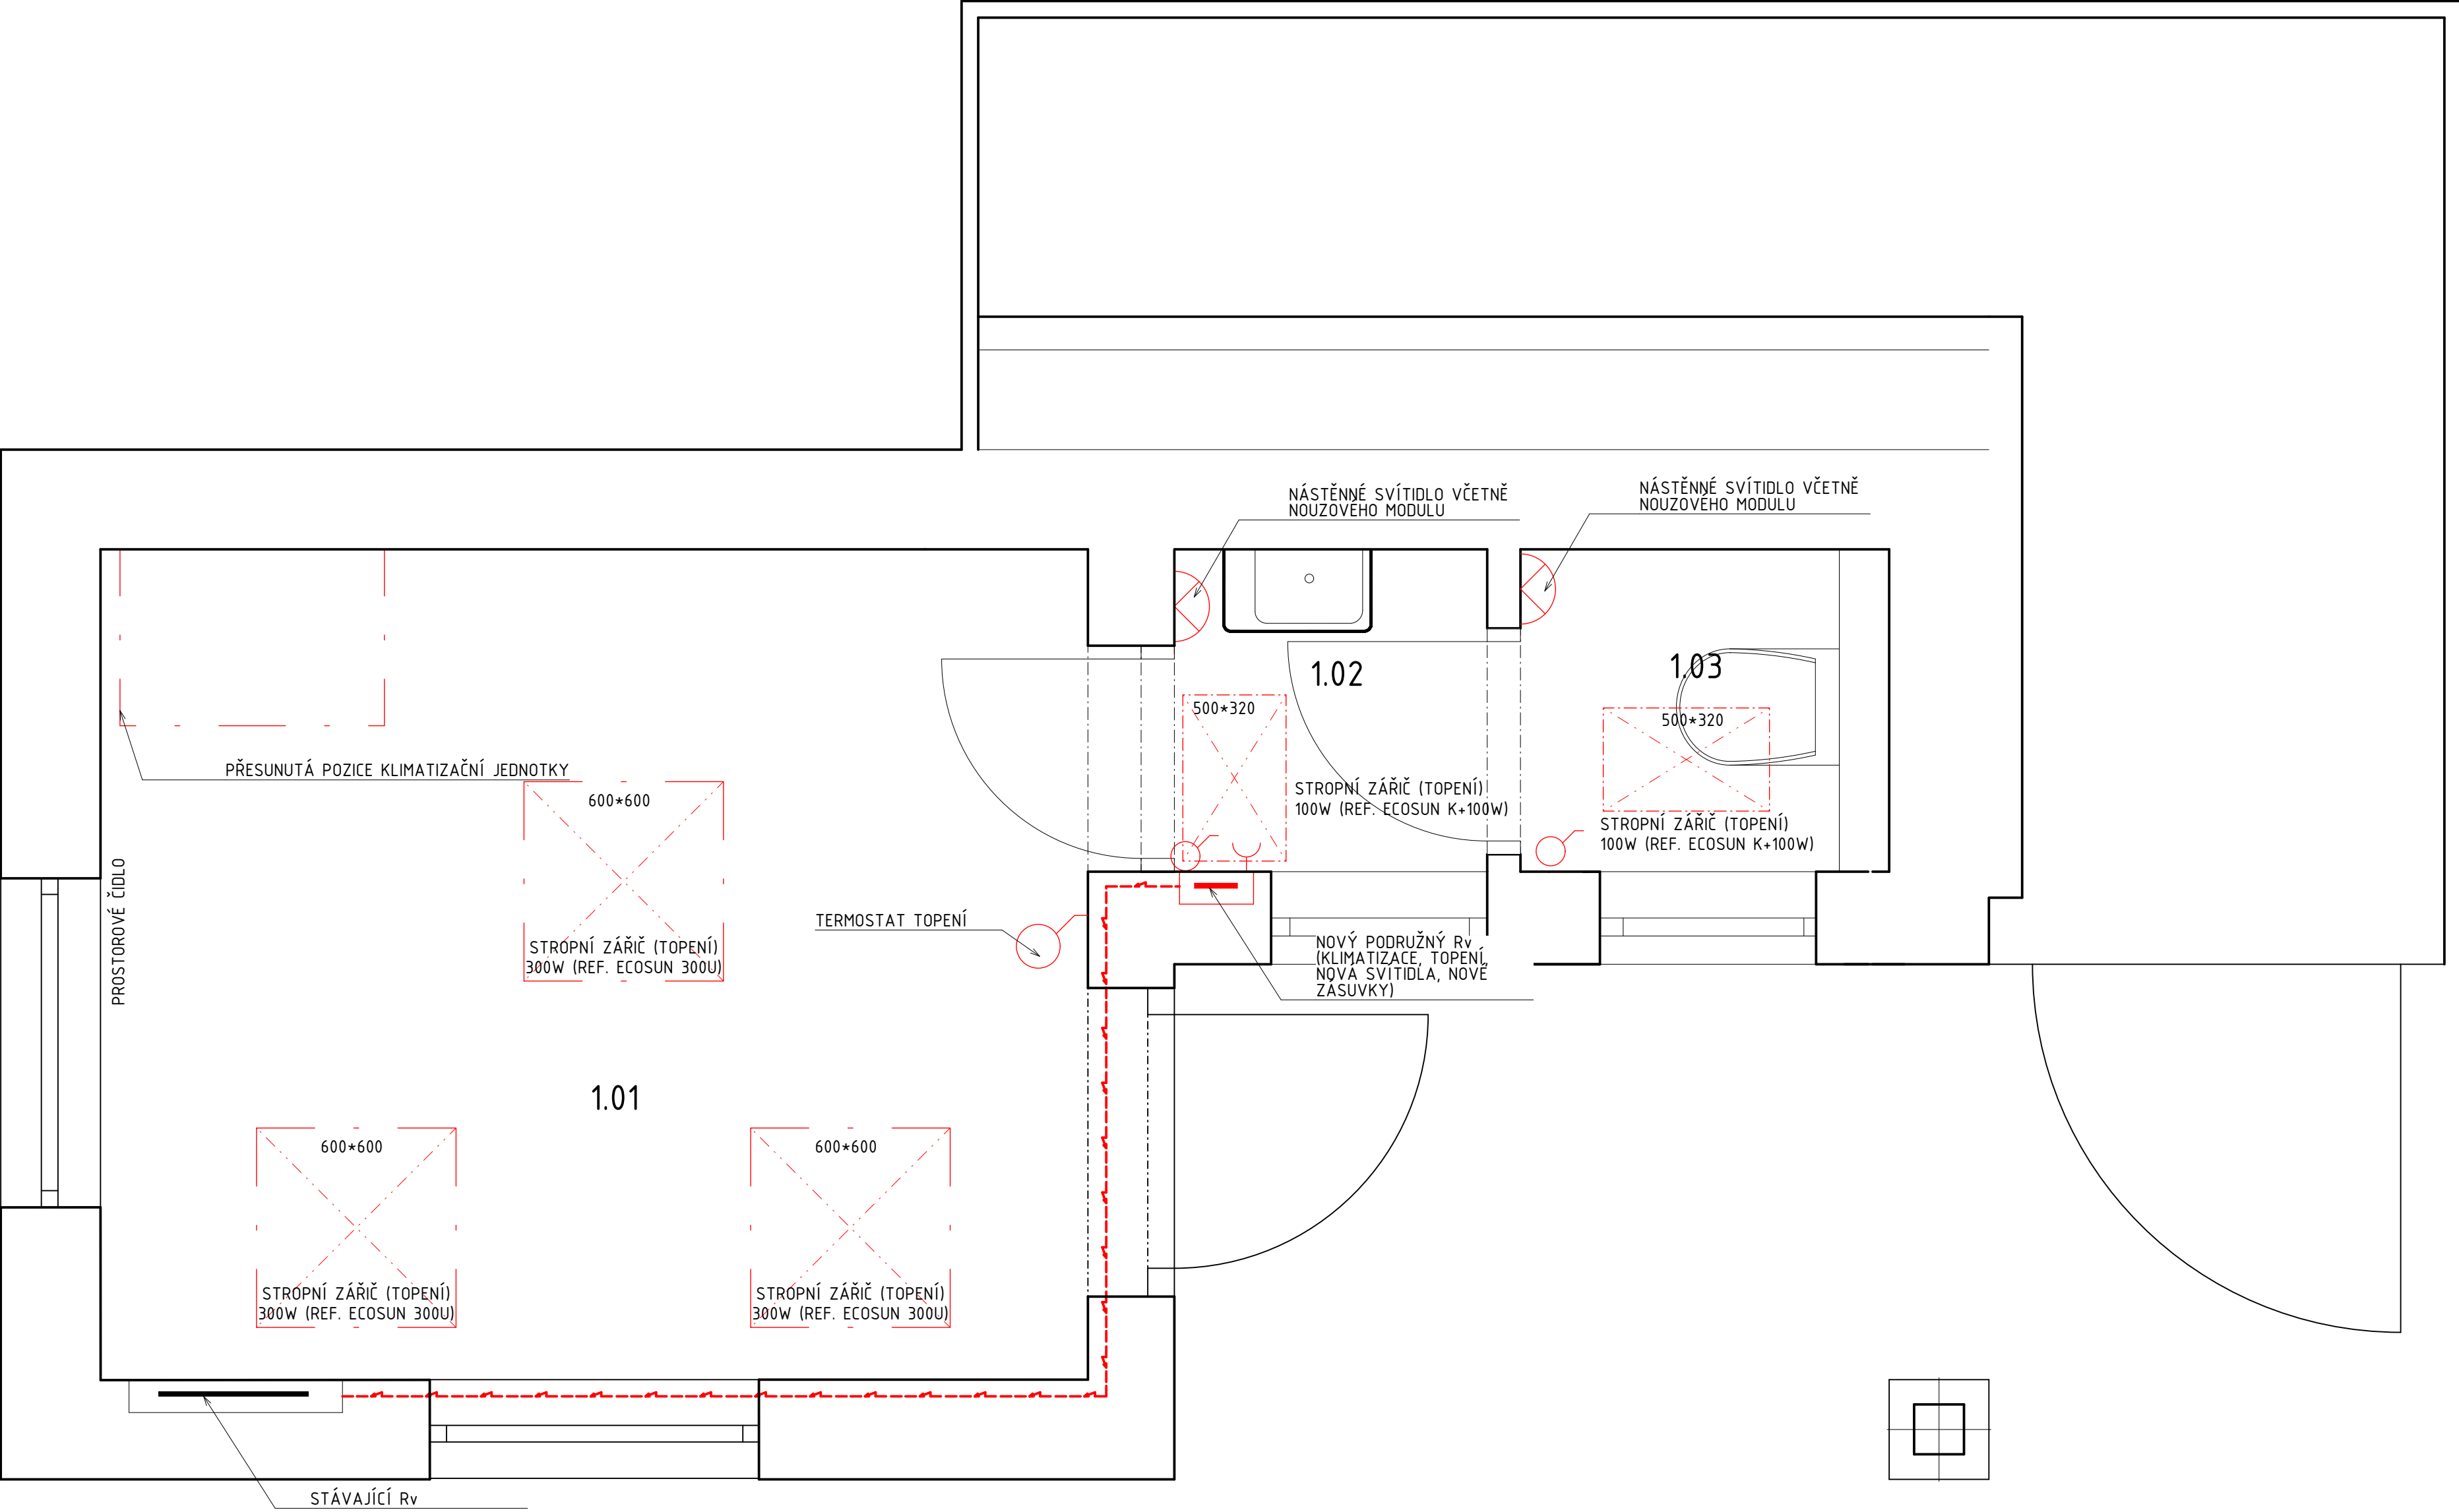 NÁSTĚNNÉ SVÍTIDLO VČETNĚ
NOUZOVÉHO MODULU
NÁSTĚNNÉ SVÍTIDLO VČETNĚ
NOUZOVÉHO MODULU
1.02
1.03
500*320
500*320
PŘESUNUTÁ POZICE KLIMATIZAČNÍ JEDNOTKY
600*600
STROPNÍ ZÁŘIČ (TOPENÍ)
100W (REF. ECOSUN K+100W)
STROPNÍ ZÁŘIČ (TOPENÍ)
100W (REF. ECOSUN K+100W)
PROSTOROVÉ ČIDLO
TERMOSTAT TOPENÍ
STROPNÍ ZÁŘIČ (TOPENÍ)
300W (REF. ECOSUN 300U)
NOVÝ PODRUŽNÝ Rv
(KLIMATIZACE, TOPENÍ,
NOVÁ SVÍTIDLA, NOVÉ
ZÁSUVKY)
1.01
600*600
600*600
STROPNÍ ZÁŘIČ (TOPENÍ)
300W (REF. ECOSUN 300U)
STROPNÍ ZÁŘIČ (TOPENÍ)
300W (REF. ECOSUN 300U)
STÁVAJÍCÍ Rv